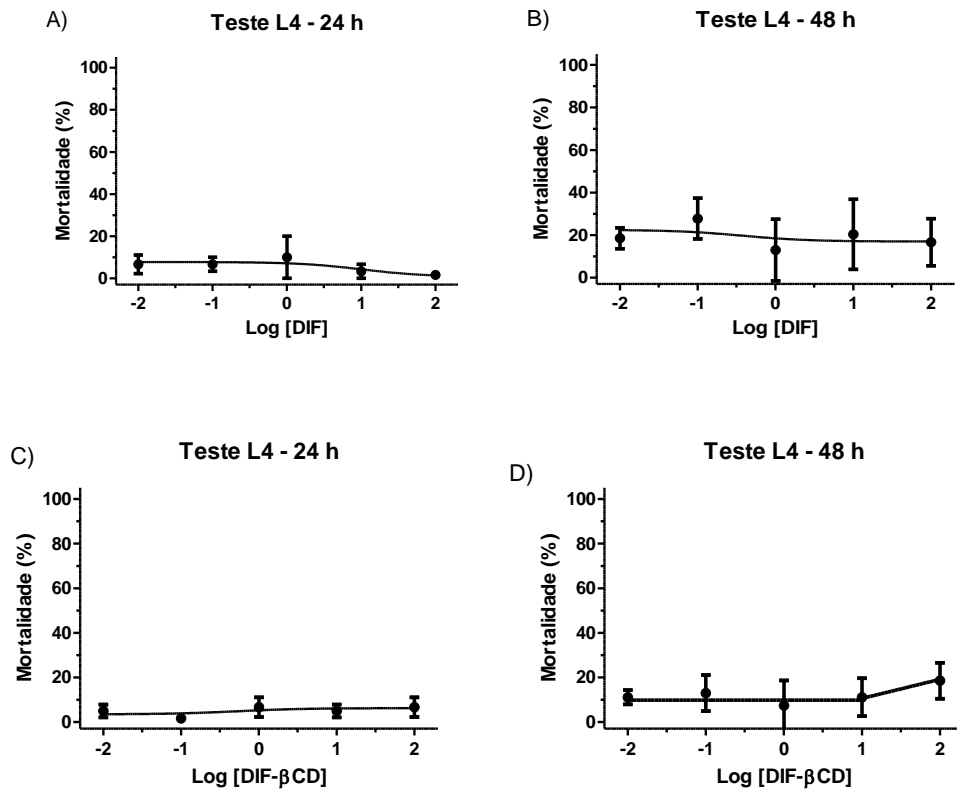 A)
Teste L4 - 24 h
Mortalidade (%)
100
80
60
40
20
0
-2 -1 0 1 2
Log [DIF]
B)
Teste L4 - 48 h
Mortalidade (%)
100
80
60
40
20
0
-2 -1 0 1 2
Log [DIF]
C)
Teste L4 - 24 h
Mortalidade (%)
100
80
60
40
20
0
-2 -1 0 1 2
Log [DIF-βCD]
D)
Teste L4 - 48 h
Mortalidade (%)
100
80
60
40
20
0
-2 -1 0 1 2
Log [DIF-βCD]